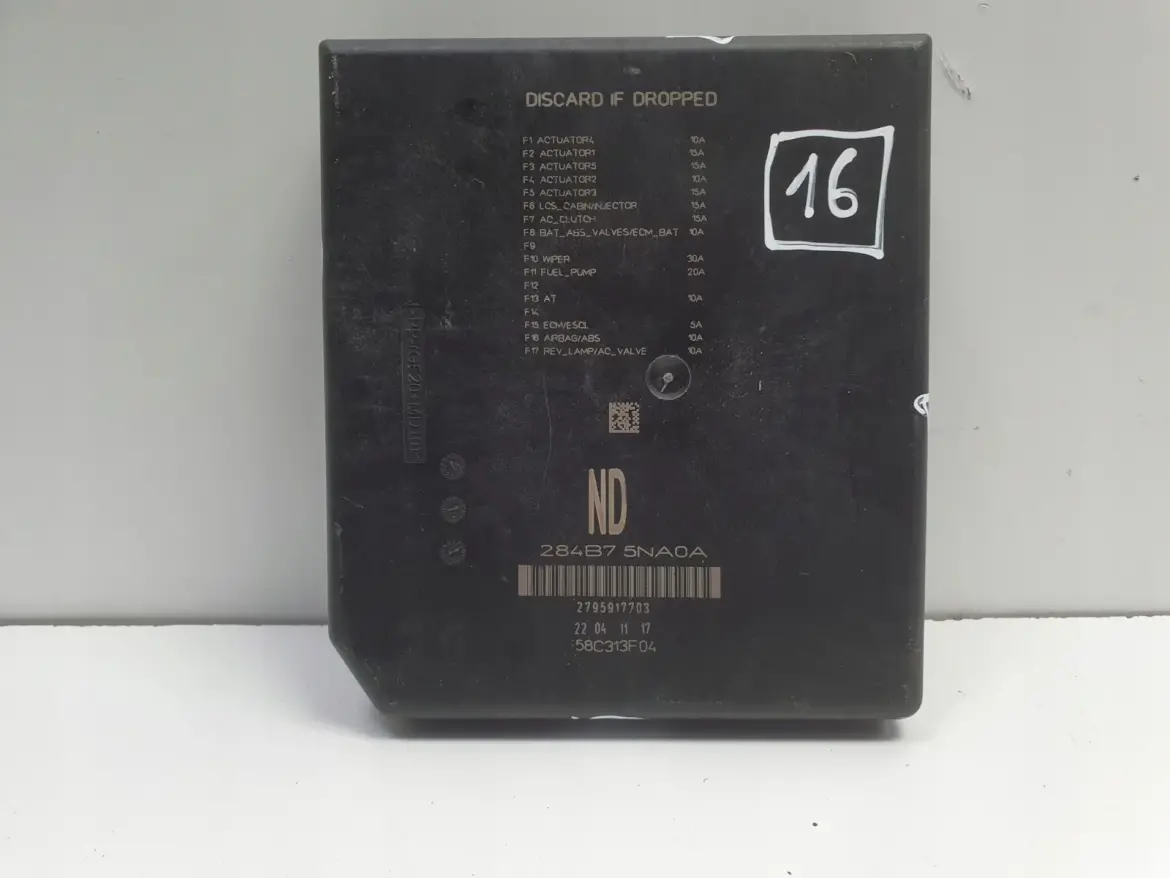 DISCARD IF DROPPED
F1 ACTUATOR4 10A
F2 ACTUATOR1 15A
F3 ACTUATOR5 15A
F4 ACTUATOR2 10A
F5 ACTUATOR3 15A
F6 LCS_CABIN/INJECTOR 15A
F7 AC_CLUTCH 15A
F8 BAT_ABS_VALVES/ECM_BAT 10A
F9
F10 WIPER 30A
F11 FUEL_PUMP 20A
F12
F13 AT 10A
F14
F15 ECM/ESCL 5A
F16 AIRBAG/ABS 10A
F17 REV_LAMP/AC_VALVE 10A
16
ND
284B7 5NA0A
2795917703
22 04 11 17
58C313F04